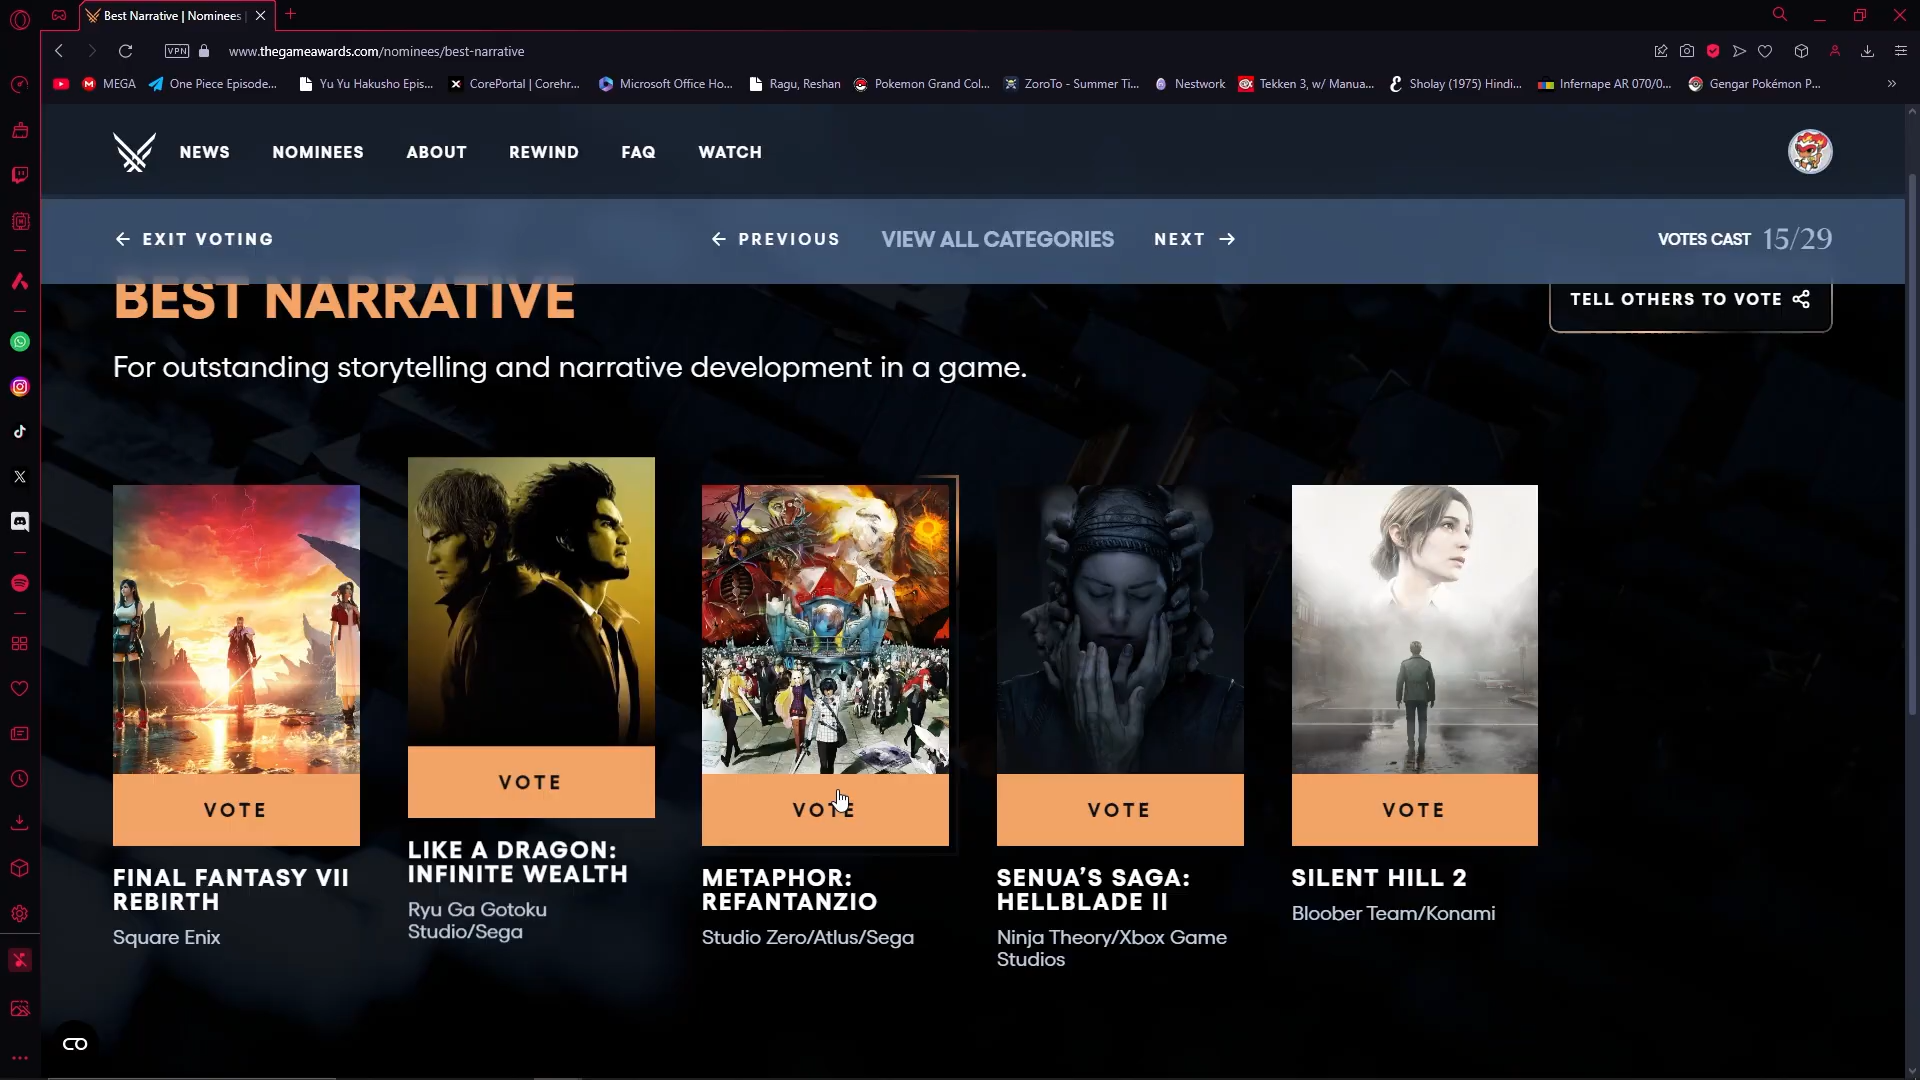 Best Narrative | Nominees
VPN
www.thegameawards.com/nominees/best-narrative
MEGA
One Piece Episode...
Yu Yu Hakusho Epis...
CorePortal | Corehr...
Microsoft Office Ho...
Ragu, Reshan
Pokemon Grand Col...
ZoroTo - Summer Ti...
Nestwork
Tekken 3, w/ Manua...
Sholay (1975) Hindi...
Infernape AR 070/0...
Gengar Pokémon P...
NEWS
NOMINEES
ABOUT
REWIND
FAQ
WATCH
EXIT VOTING
PREVIOUS
VIEW ALL CATEGORIES
NEXT
VOTES CAST 15/29
BEST NARRATIVE
TELL OTHERS TO VOTE
For outstanding storytelling and narrative development in a game.
VOTE
FINAL FANTASY VII
REBIRTH
Square Enix
VOTE
LIKE A DRAGON:
INFINITE WEALTH
Ryu Ga Gotoku
Studio/Sega
VOTE
METAPHOR:
REFANTANZIO
Studio Zero/Atlus/Sega
VOTE
SENUA’S SAGA:
HELLBLADE II
Ninja Theory/Xbox Game
Studios
VOTE
SILENT HILL 2
Bloober Team/Konami